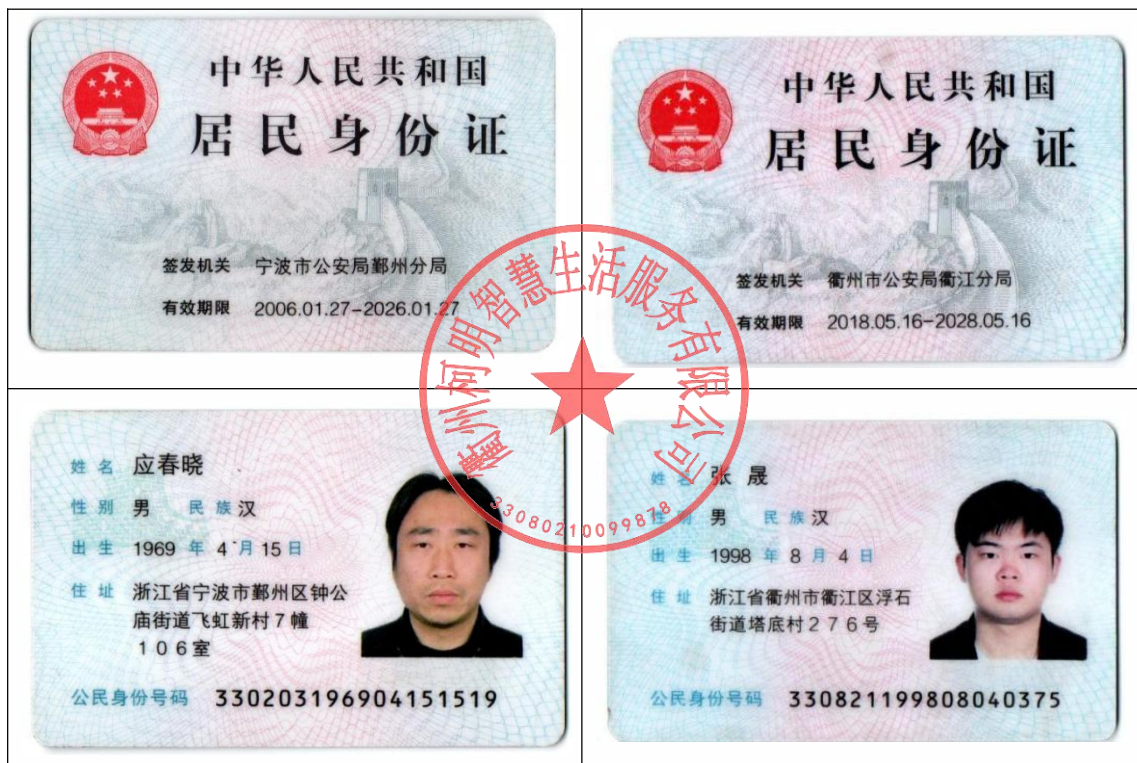 中华人民共和国
居民身份证
签发机关 宁波市公安局鄞州分局
有效期限 2006.01.27-2026.01.27
中华人民共和国
居民身份证
签发机关 衢州市公安局衢江分局
有效期限 2018.05.16-2028.05.16
衢州柯明智慧生活服务有限公司
33080210099878
姓名 应春晓
性别 男 民族 汉
出生 1969 年 4 月 15 日
住址 浙江省宁波市鄞州区钟公
庙街道飞虹新村7幢
106室
公民身份号码 330203196904151519
姓名 张晟
性别 男 民族 汉
出生 1998 年 8 月 4 日
住址 浙江省衢州市衢江区浮石
街道塔底村276号
公民身份号码 330821199808040375